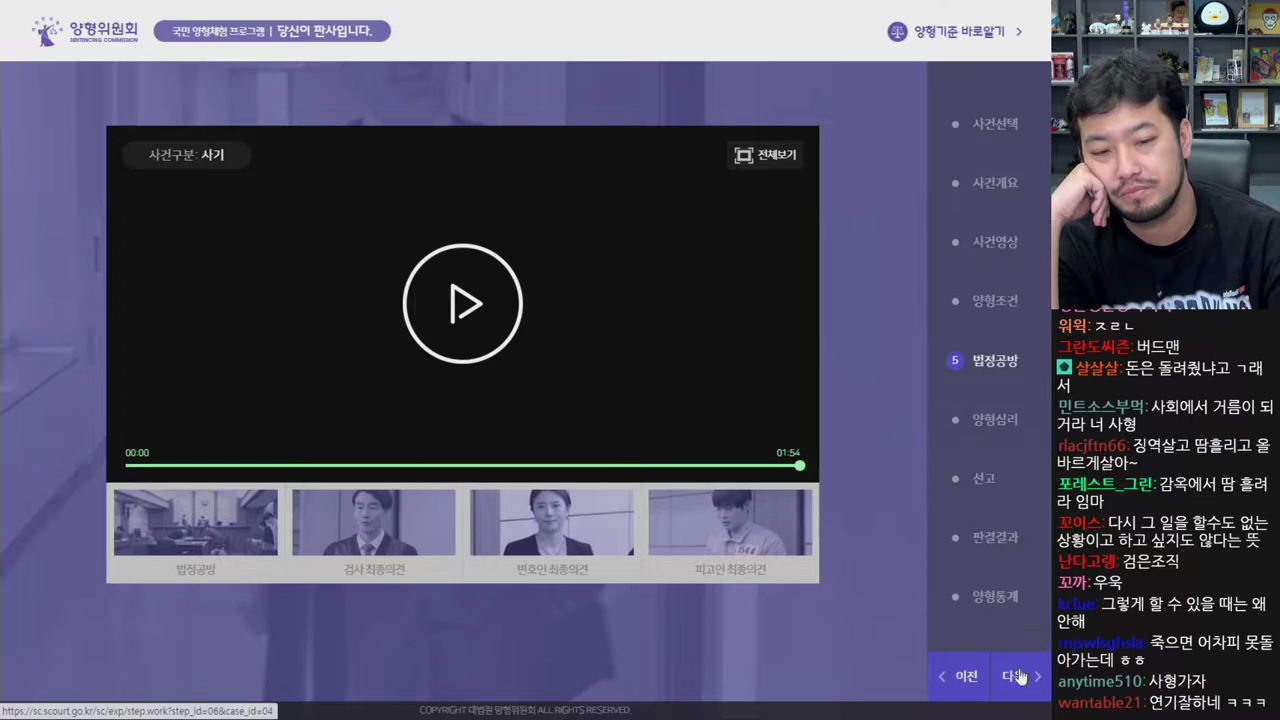 양형위원회
SENTENCING COMMISSION
국민 양형체험 프로그램 | 당신이 판사입니다.
양형기준 바로알기
사건구분: 사기
전체보기
00:00
01:54
법정공방
검사 최종의견
변호인 최종의견
피고인 최종의견
사건선택
사건개요
사건영상
양형조건
5 법정공방
양형심리
선고
판결결과
양형통계
이전
https://sc.scourt.go.kr/sc/exp/step.work?step_id=06&case_id=04
COPYRIGHT 대법원 양형위원회 ALL RIGHTS RESERVED.
워윅: ㅈㄹㄴ
그란도씨즌: 버드맨
살살살: 돈은 돌려줬냐고 ㄱ래
서
민트소스부먹: 사회에서 거름이 되
거라 너 사형
rlacjftn66: 징역살고 땀흘리고 올
바르게살아~
포레스트_그린: 감옥에서 땀 흘려
라 임마
꼬이스: 다시 그 일을 할수도 없는
상황이고 하고 싶지도 않다는 뜻
난다고랭: 검은조직
꼬까: 우욱
kclue: 그렇게 할 수 있을 때는 왜
안해
rnjswlsghsla: 죽으면 어차피 못돌
아가는데 ㅎㅎ
anytime510: 사형가자
wantable21: 연기잘하네 ㅋㅋㅋ